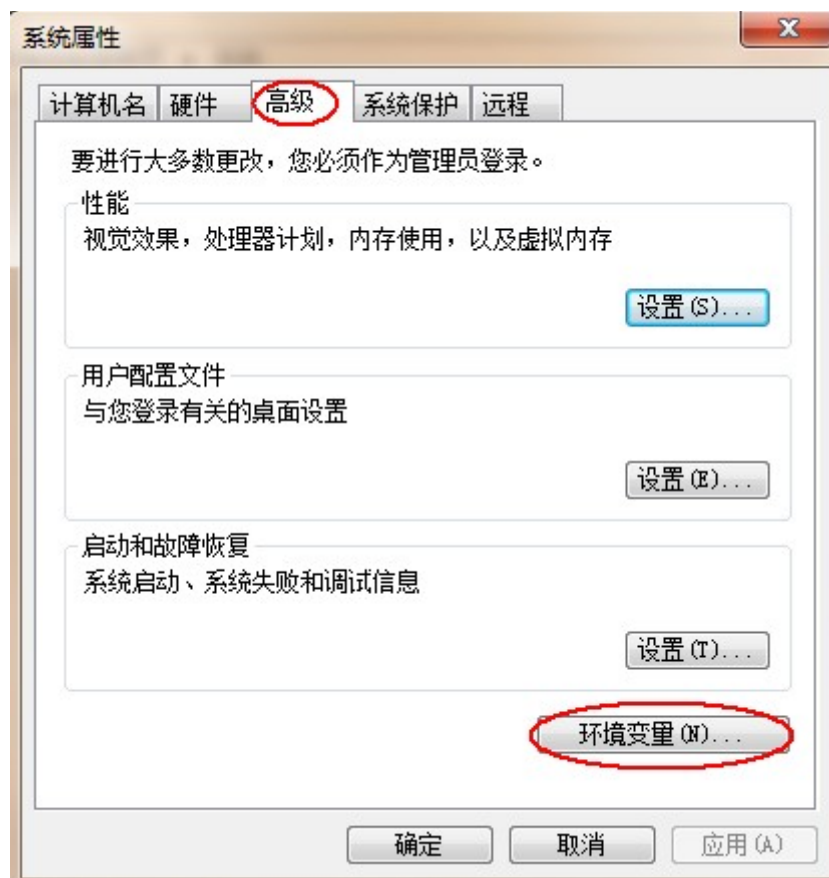 系统属性
计算机名 硬件 高级 系统保护 远程
要进行大多数更改，您必须作为管理员登录。
性能
视觉效果，处理器计划，内存使用，以及虚拟内存
设置(S)...
用户配置文件
与您登录有关的桌面设置
设置(E)...
启动和故障恢复
系统启动、系统失败和调试信息
设置(T)...
环境变量(N)...
确定 取消 应用(A)